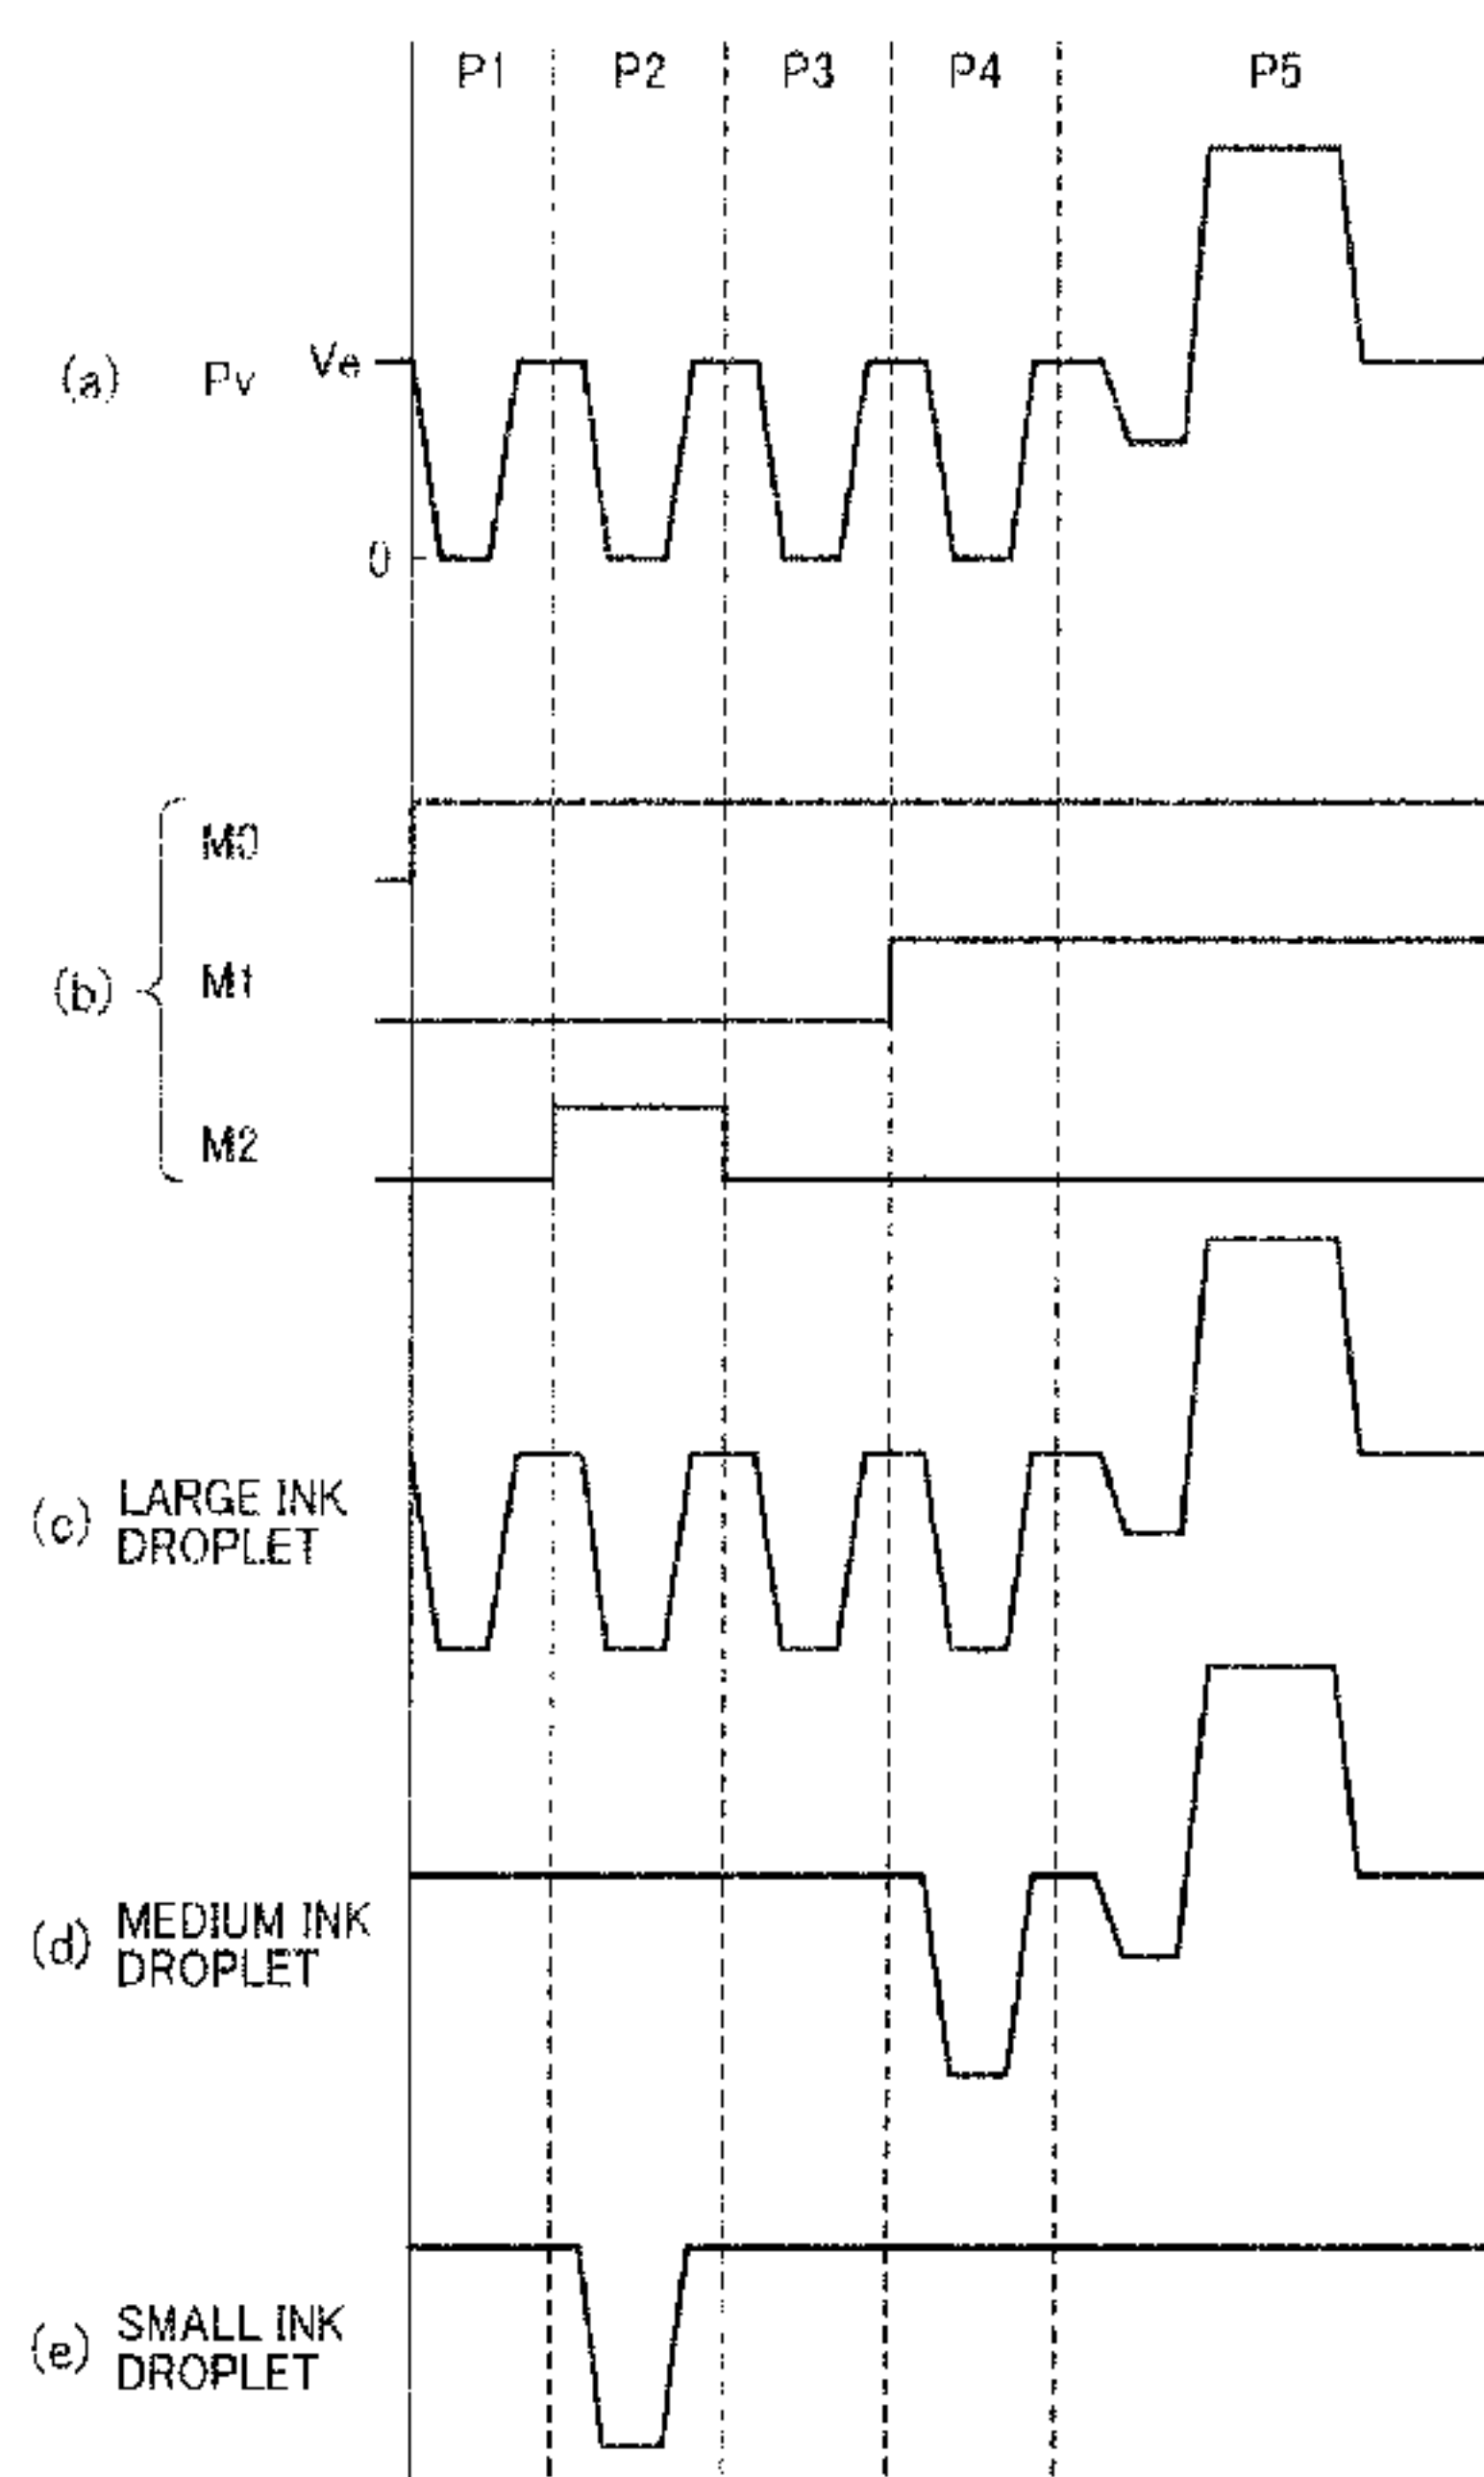 P1 P2 P3 P4 P5
(a) Pv Ve
0
M0
(b) M1
M2
(c) LARGE INK
DROPLET
(d) MEDIUM INK
DROPLET
(e) SMALL INK
DROPLET